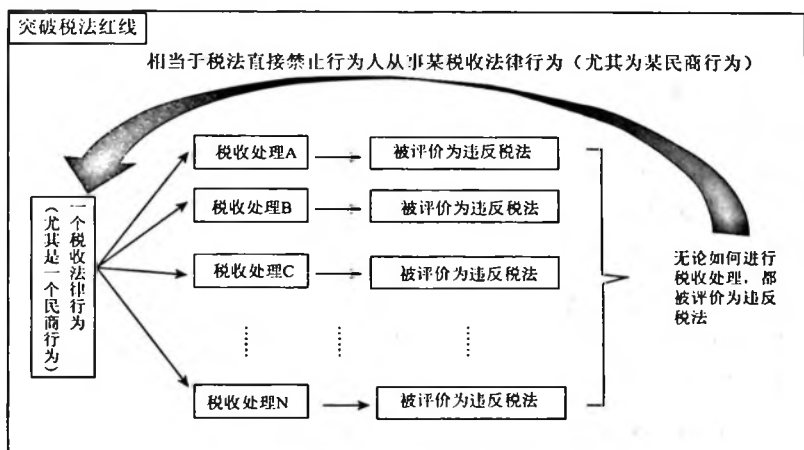 突破税法红线
相当于税法直接禁止行为人从事某税收法律行为（尤其为某民商行为）
一个税收法律行为
（尤其是一个民商行为）
税收处理A
被评价为违反税法
税收处理B
被评价为违反税法
税收处理C
被评价为违反税法
……
……
……
税收处理N
被评价为违反税法
无论如何进行
税收处理，都
被评价为违反
税法